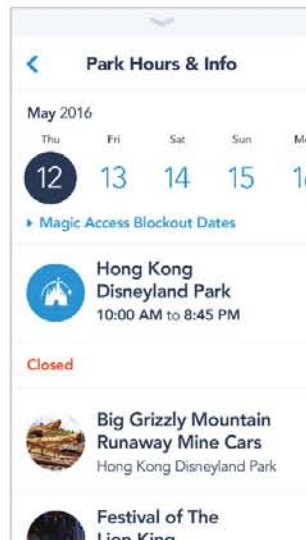 Park Hours & Info
May 2016
Thu Fri Sat Sun
12 13 14 15
Magic Access Blockout Dates
Hong Kong
Disneyland Park
10:00 AM to 8:45 PM
Closed
Big Grizzly Mountain
Runaway Mine Cars
Hong Kong Disneyland Park
Festival of The
Lion King